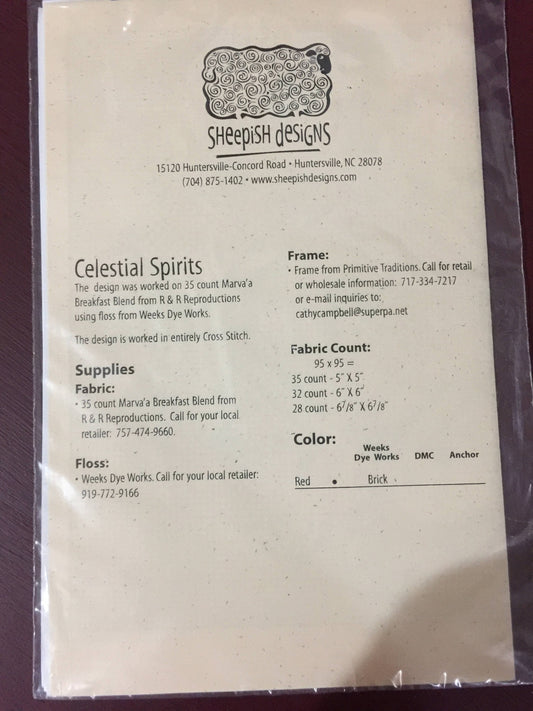 SHEEPISH DESIGNS
15120 Huntersville-Concord Road • Huntersville, NC 28078
(704) 875-1402 • www.sheepishdesigns.com
Celestial Spirits
The design was worked on 35 count Marva'a
Breakfast Blend from R & R Reproductions
using floss from Weeks Dye Works.
The design is worked in entirely Cross Stitch.
Supplies
Fabric:
• 35 count Marva'a Breakfast Blend from
R & R Reproductions. Call for your local
retailer: 757-474-9660.
Floss:
• Weeks Dye Works. Call for your local retailer:
919-772-9166
Frame:
• Frame from Primitive Traditions. Call for retail
or wholesale information: 717-334-7217
or e-mail inquiries to:
cathycampbell@superpa.net
Fabric Count:
95 x 95 =
35 count - 5" X 5"
32 count - 6" X 6"
28 count - 6 7/8" X 6 7/8"
Color:
Weeks
Dye Works DMC Anchor
Red • Brick